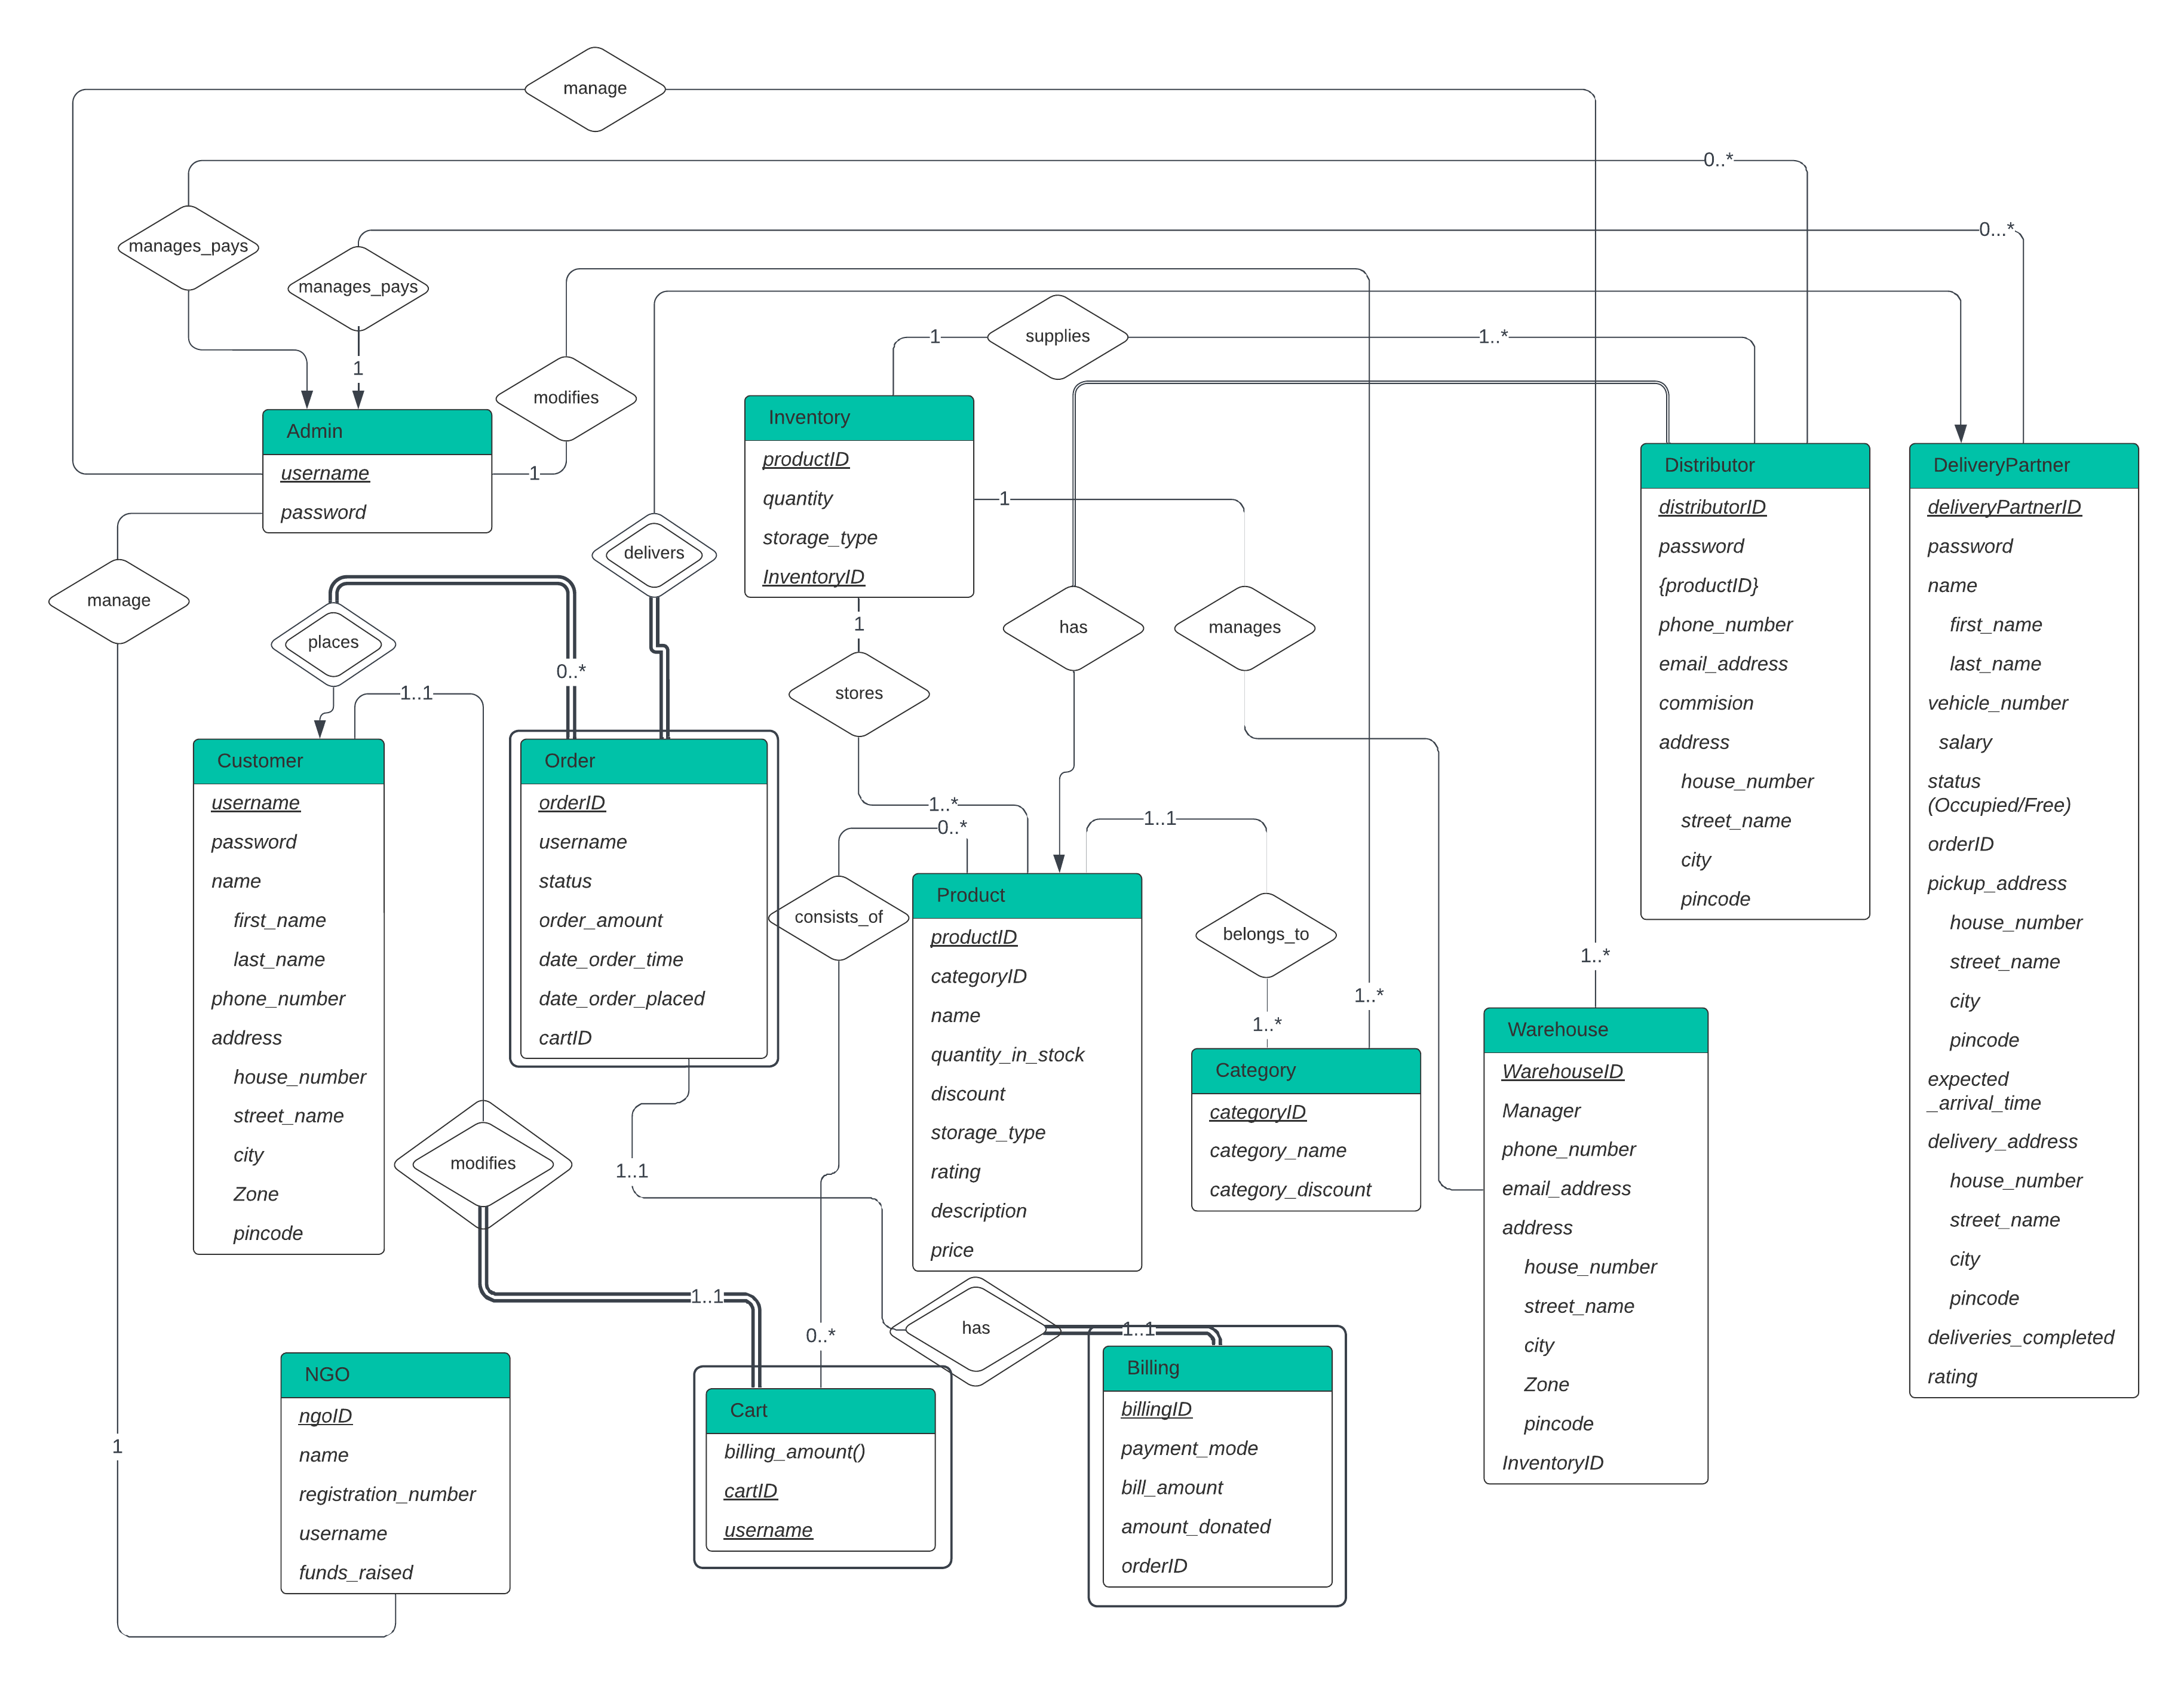 manage
0..*
manages_pays
0...*
manages_pays
1
modifies
1
supplies
1
1..*
Admin
username
password
Inventory
productID
quantity
storage_type
InventoryID
1
Distributor
distributorID
password
{productID}
phone_number
email_address
commision
address
house_number
street_name
city
pincode
DeliveryPartner
deliveryPartnerID
password
name
first_name
last_name
vehicle_number
salary
status
(Occupied/Free)
orderID
pickup_address
house_number
street_name
city
pincode
expected
_arrival_time
delivery_address
house_number
street_name
city
pincode
deliveries_completed
rating
delivers
manage
places
0..*
1..1
1
stores
has
manages
Customer
username
password
name
first_name
last_name
phone_number
address
house_number
street_name
city
Zone
pincode
Order
orderID
username
status
order_amount
date_order_time
date_order_placed
cartID
1..*
0..*
consists_of
1..1
belongs_to
Product
productID
categoryID
name
quantity_in_stock
discount
storage_type
rating
description
price
1..*
1..*
1..*
Category
categoryID
category_name
category_discount
Warehouse
WarehouseID
Manager
phone_number
email_address
address
house_number
street_name
city
Zone
pincode
InventoryID
modifies
1..1
1..1
0..*
has
1..1
1
NGO
ngoID
name
registration_number
username
funds_raised
Cart
billing_amount()
cartID
username
Billing
billingID
payment_mode
bill_amount
amount_donated
orderID